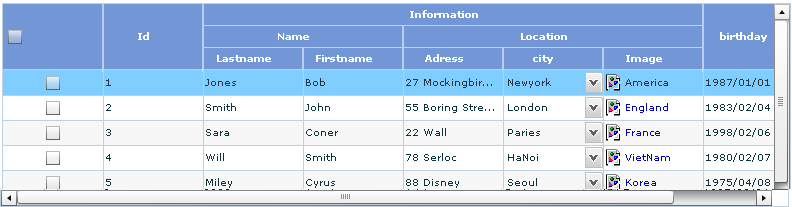 Information
Id birthday
Name Location
Lastname Firstname Adress city Image
1 Jones Bob 27 Mockingbir... Newyork America 1987/01/01
2 Smith John 55 Boring Stre... London England 1983/02/04
3 Sara Coner 22 Wall Paries France 1998/02/06
4 Will Smith 78 Serloc HaNoi VietNam 1980/02/07
5 Miley Cyrus 88 Disney Seoul Korea 1975/04/08